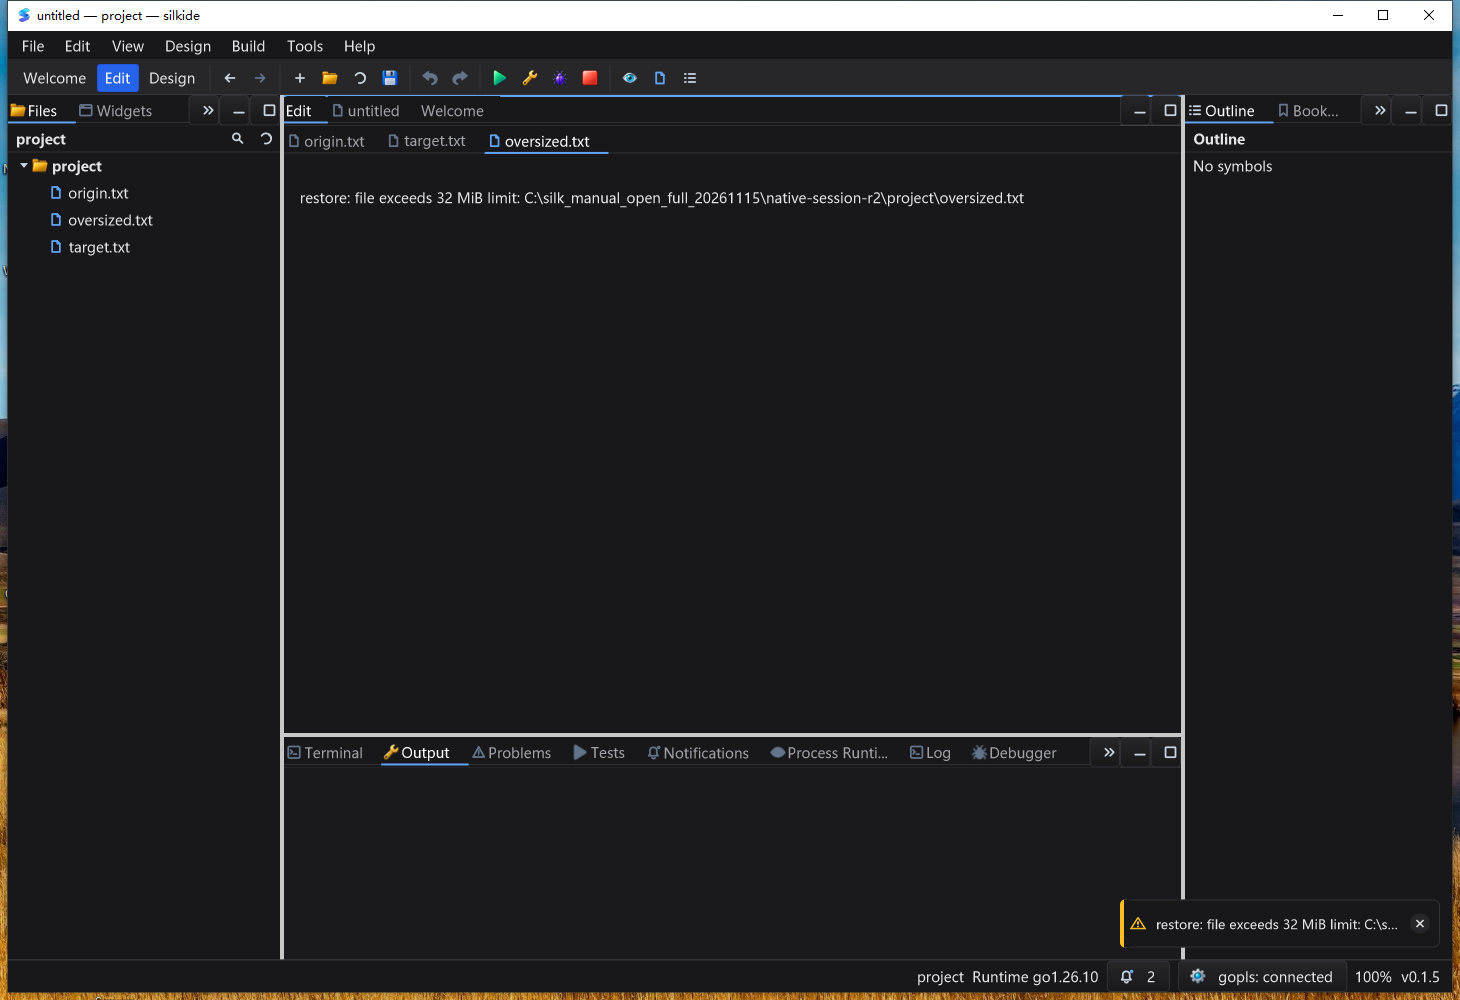 untitled — project — silkide
File Edit View Design Build Tools Help
Welcome Edit Design
Files Widgets
Edit untitled Welcome
Outline Book...
project
origin.txt target.txt oversized.txt
Outline
project
No symbols
origin.txt
restore: file exceeds 32 MiB limit: C:\silk_manual_open_full_20261115\native-session-r2\project\oversized.txt
oversized.txt
target.txt
Terminal Output Problems Tests Notifications Process Runti... Log Debugger
restore: file exceeds 32 MiB limit: C:\s...
project Runtime go1.26.10 2 gopls: connected 100% v0.1.5